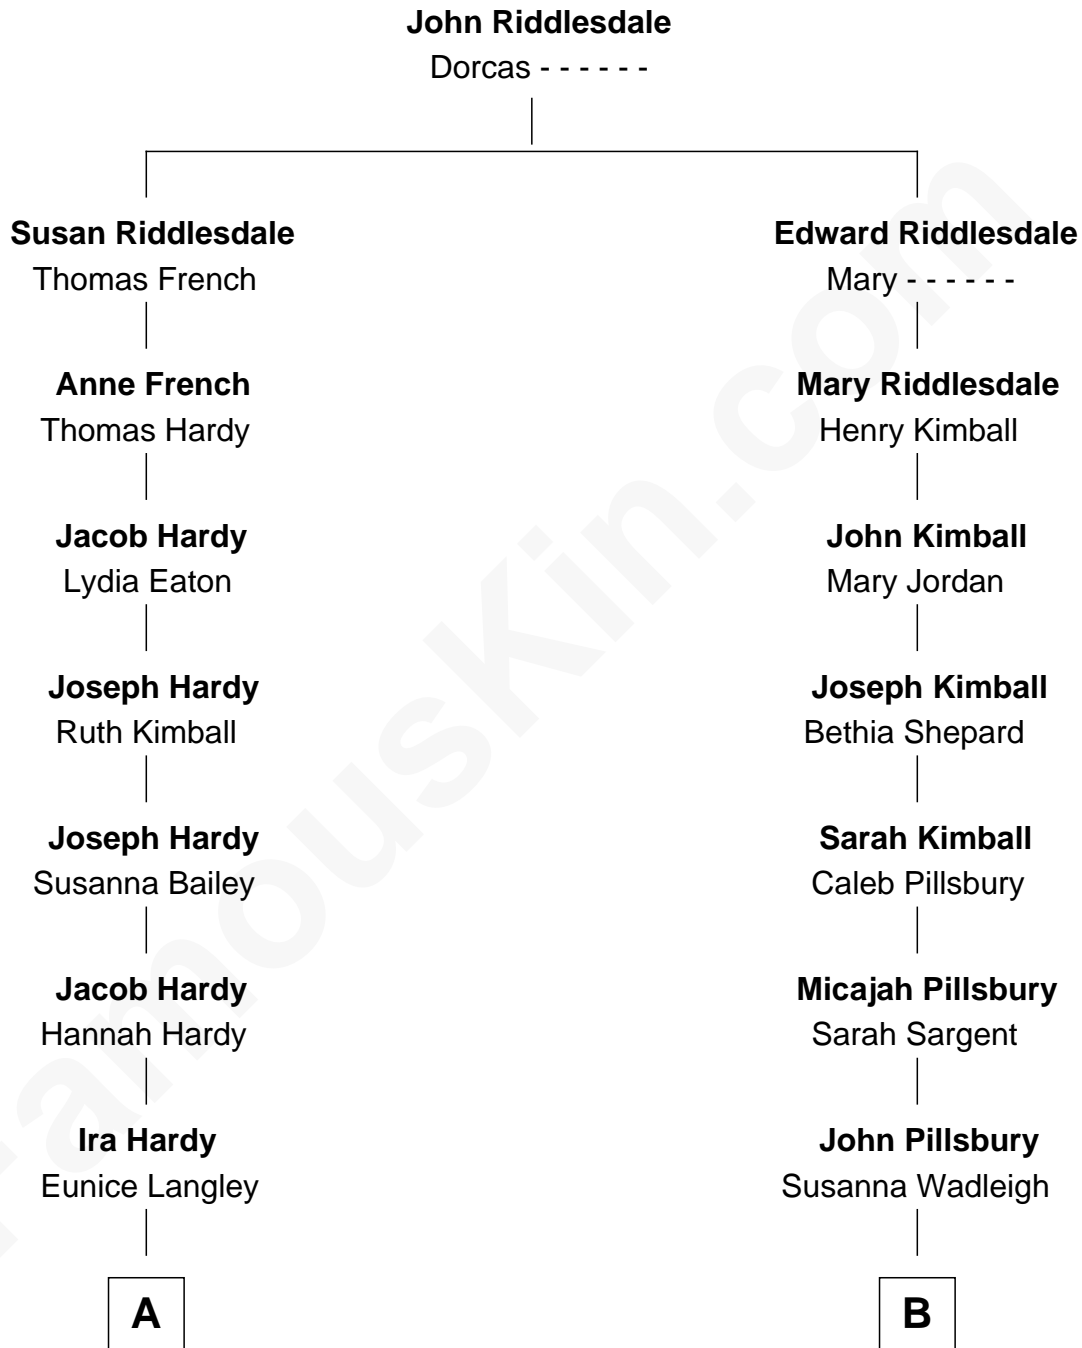 John Riddlesdale
Dorcas - - - - - -
Susan Riddlesdale
Thomas French
Edward Riddlesdale
Mary - - - - - -
Anne French
Thomas Hardy
Mary Riddlesdale
Henry Kimball
Jacob Hardy
Lydia Eaton
John Kimball
Mary Jordan
Joseph Hardy
Ruth Kimball
Joseph Kimball
Bethia Shepard
Joseph Hardy
Susanna Bailey
Sarah Kimball
Caleb Pillsbury
Jacob Hardy
Hannah Hardy
Micajah Pillsbury
Sarah Sargent
Ira Hardy
Eunice Langley
John Pillsbury
Susanna Wadleigh
A
B
FamousKin.com